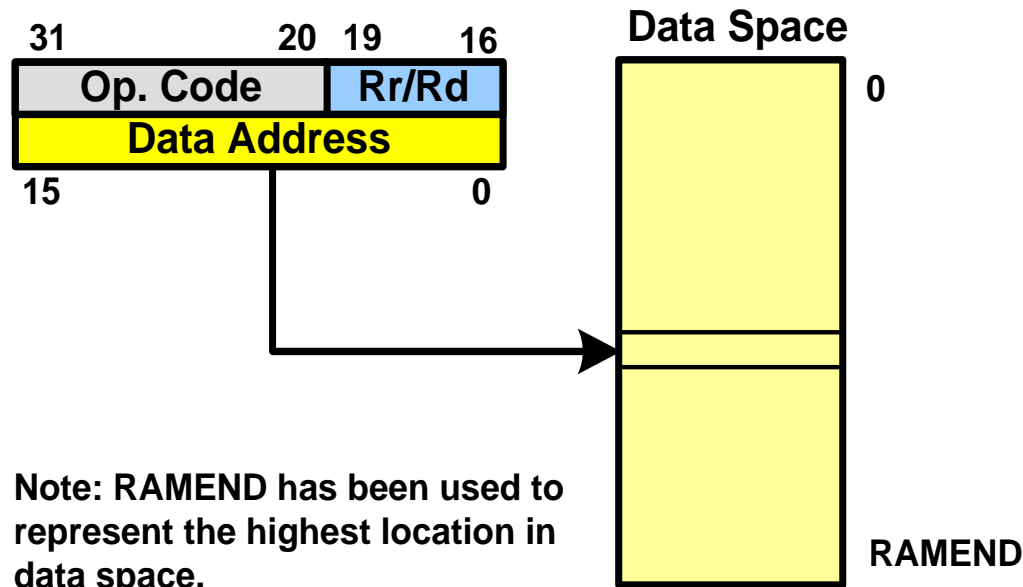 Data Space
31 20 19 16
Op. Code Rr/Rd
0
Data Address
15 0
Note: RAMEND has been used to
represent the highest location in
data space.
RAMEND